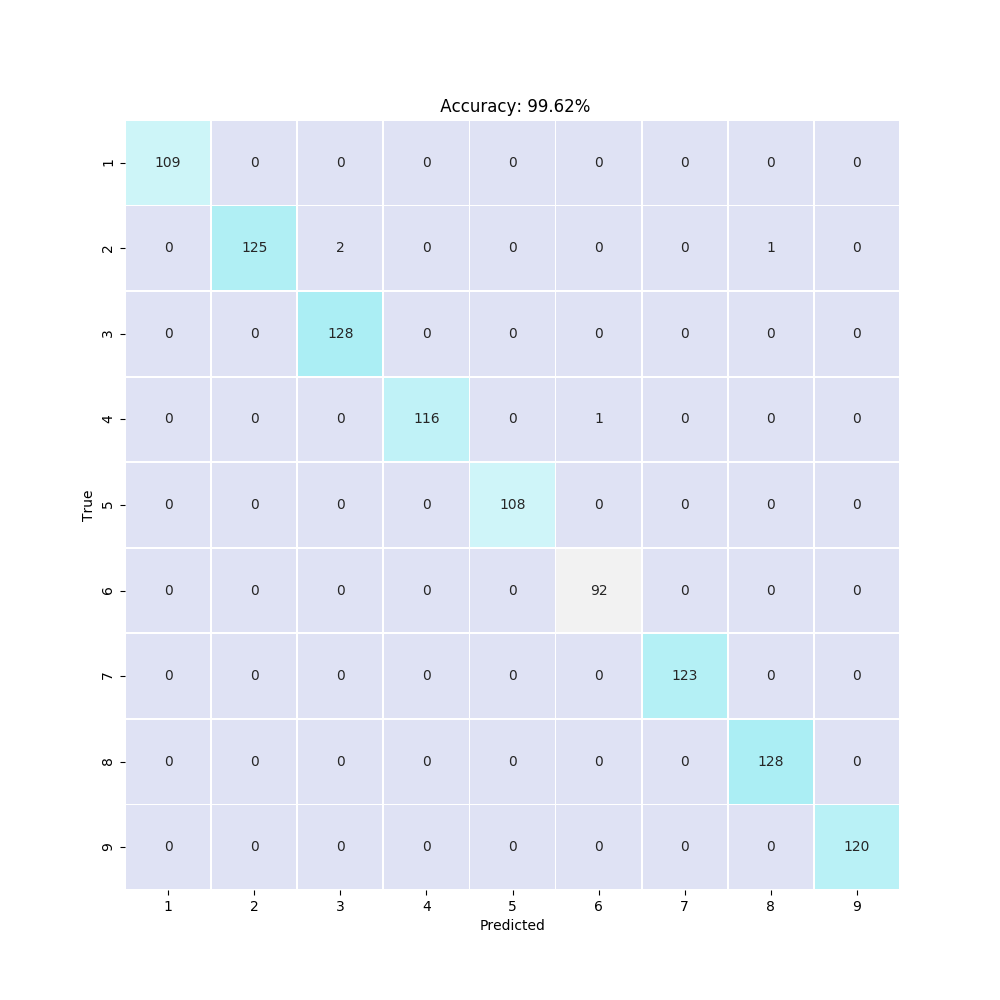 Accuracy: 99.62%
1 109 0 0 0 0 0 0 0 0
2 0 125 2 0 0 0 0 1 0
3 0 0 128 0 0 0 0 0 0
4 0 0 0 116 0 1 0 0 0
5 0 0 0 0 108 0 0 0 0
True
6 0 0 0 0 0 92 0 0 0
7 0 0 0 0 0 0 123 0 0
8 0 0 0 0 0 0 0 128 0
9 0 0 0 0 0 0 0 0 120
1 2 3 4 5 6 7 8 9
Predicted